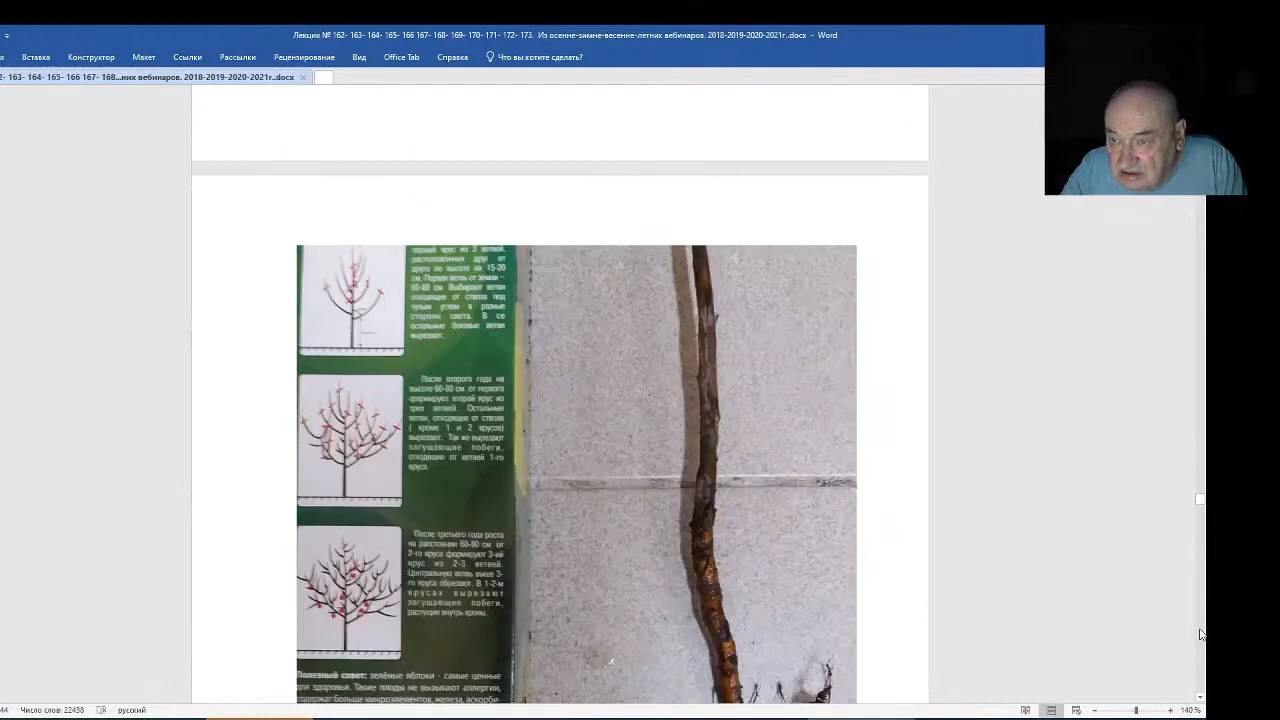 Лекция № 162- 163- 164- 165- 166 167- 168- 169- 170- 171- 172- 173. Из осенне-зимне-весенне-летних вебинаров. 2018-2019-2020-2021г..docx - Word
Вставка Конструктор Макет Ссылки Рассылки Рецензирование Вид Office Tab Справка Что вы хотите сделать?
2- 163- 164- 165- 166 167- 168...них вебинаров. 2018-2019-2020-2021г..docx
первый ярус из 3 ветвей,
расположенных друг от
друга по высоте на 15-20
см. Первая ветвь от земли –
60-80 см. Выбирают ветви
отходящие от ствола под
тупым углом в разные
стороны света. В се
остальные боковые ветви
вырезают.
После второго года на
высоте 60-80 см. от первого
формируют второй ярус из
трех ветвей. Остальные
ветви, отходящие от ствола
( кроме 1 и 2 ярусов)
вырезают. Так же вырезают
загущающие побеги,
отходящие от ветвей 1-го
яруса.
После третьего года роста
на расстоянии 60-80 см. от
2-го яруса формируют 3-ий
ярус из 2-3 ветвей.
Центральную ветвь выше 3-
го яруса обрезают. В 1-2-м
ярусах вырезают
загущающие побеги,
растущие внутрь кроны.
Полезный совет: зелёные яблоки - самые ценные
для здоровья. Такие плоды не вызывают аллергии,
содержат больше микроэлементов, железа, аскорби-
44 Число слов: 22438 русский 140 %